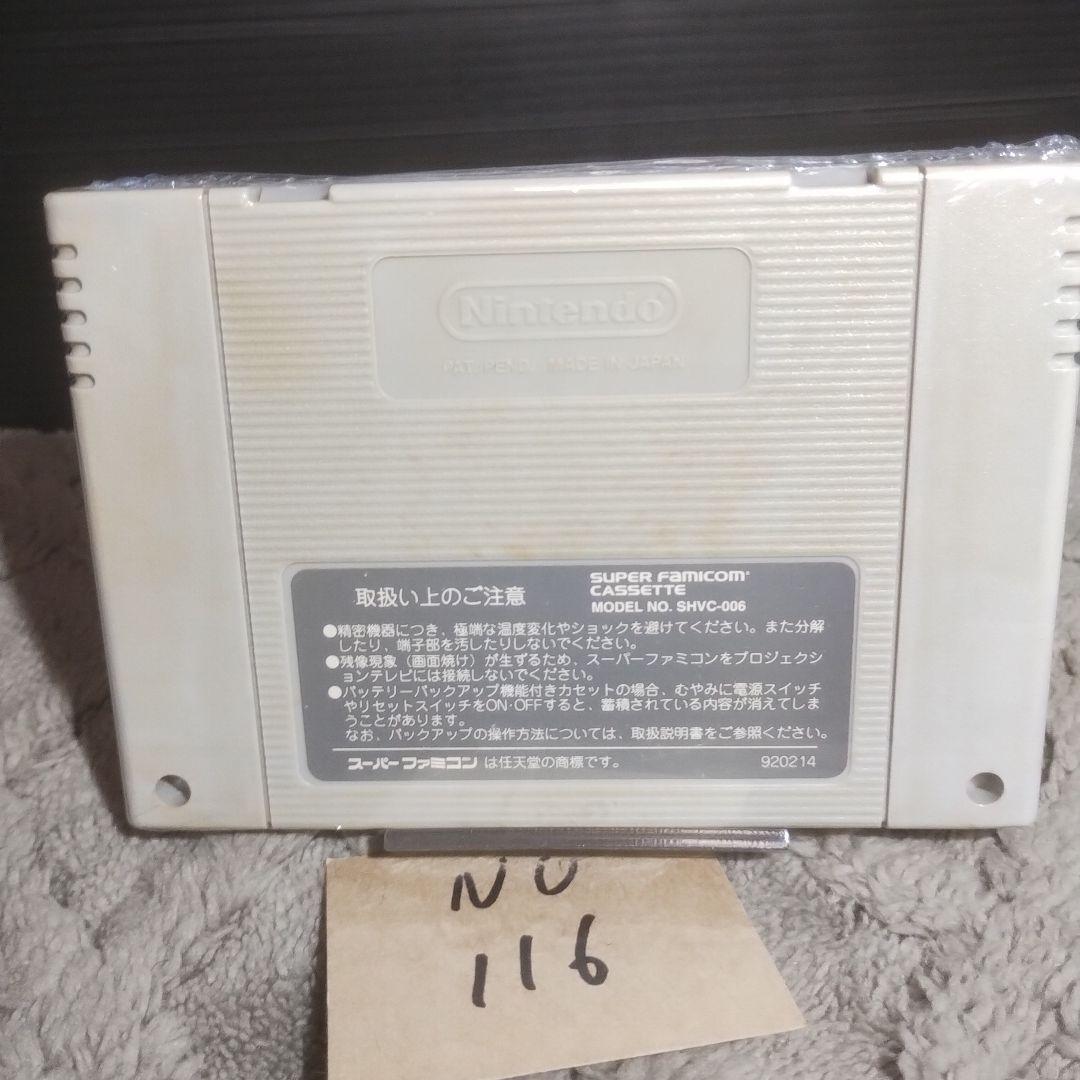 Nintendo
PAT. PEND. MADE IN JAPAN
取扱い上のご注意
SUPER FAMICOM
CASSETTE
MODEL NO. SHVC-006
●精密機器につき、極端な温度変化やショックを避けてください。また分解
したり、端子部を汚したりしないでください。
●残像現象（画面焼け）が生ずるため、スーパーファミコンをプロジェクシ
ョンテレビには接続しないでください。
●バッテリーバックアップ機能付きカセットの場合、むやみに電源スイッチ
やリセットスイッチをON・OFFすると、蓄積されている内容が消えてしま
うことがあります。
なお、バックアップの操作方法については、取扱説明書をご参照ください。
スーパーファミコンは任天堂の商標です。
920214
NO
116